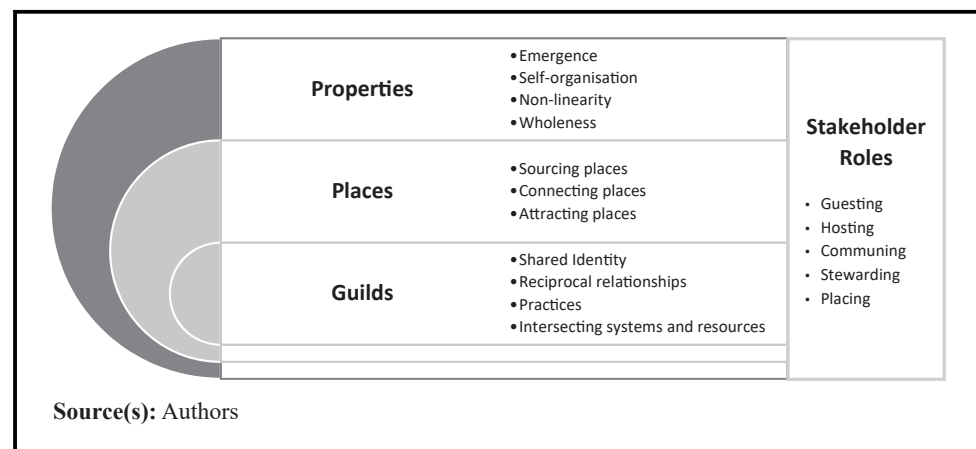 Properties
•Emergence
•Self-organisation
•Non-linearity
•Wholeness
Places
•Sourcing places
•Connecting places
•Attracting places
Guilds
•Shared Identity
•Reciprocal relationships
•Practices
•Intersecting systems and resources
Stakeholder
Roles
• Guesting
• Hosting
• Communing
• Stewarding
• Placing
Source(s): Authors